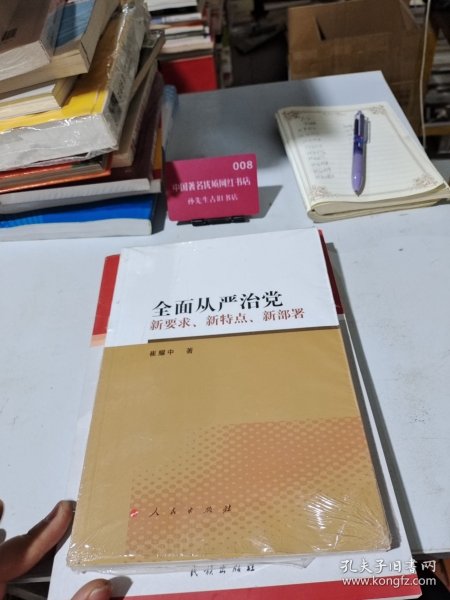 008
中国著名优质网红书店
孙先生古旧书店
全面从严治党
新要求、新特点、新部署
崔耀中 著
人民出版社
民族出版社
孔夫子旧书网
www.kongfz.com